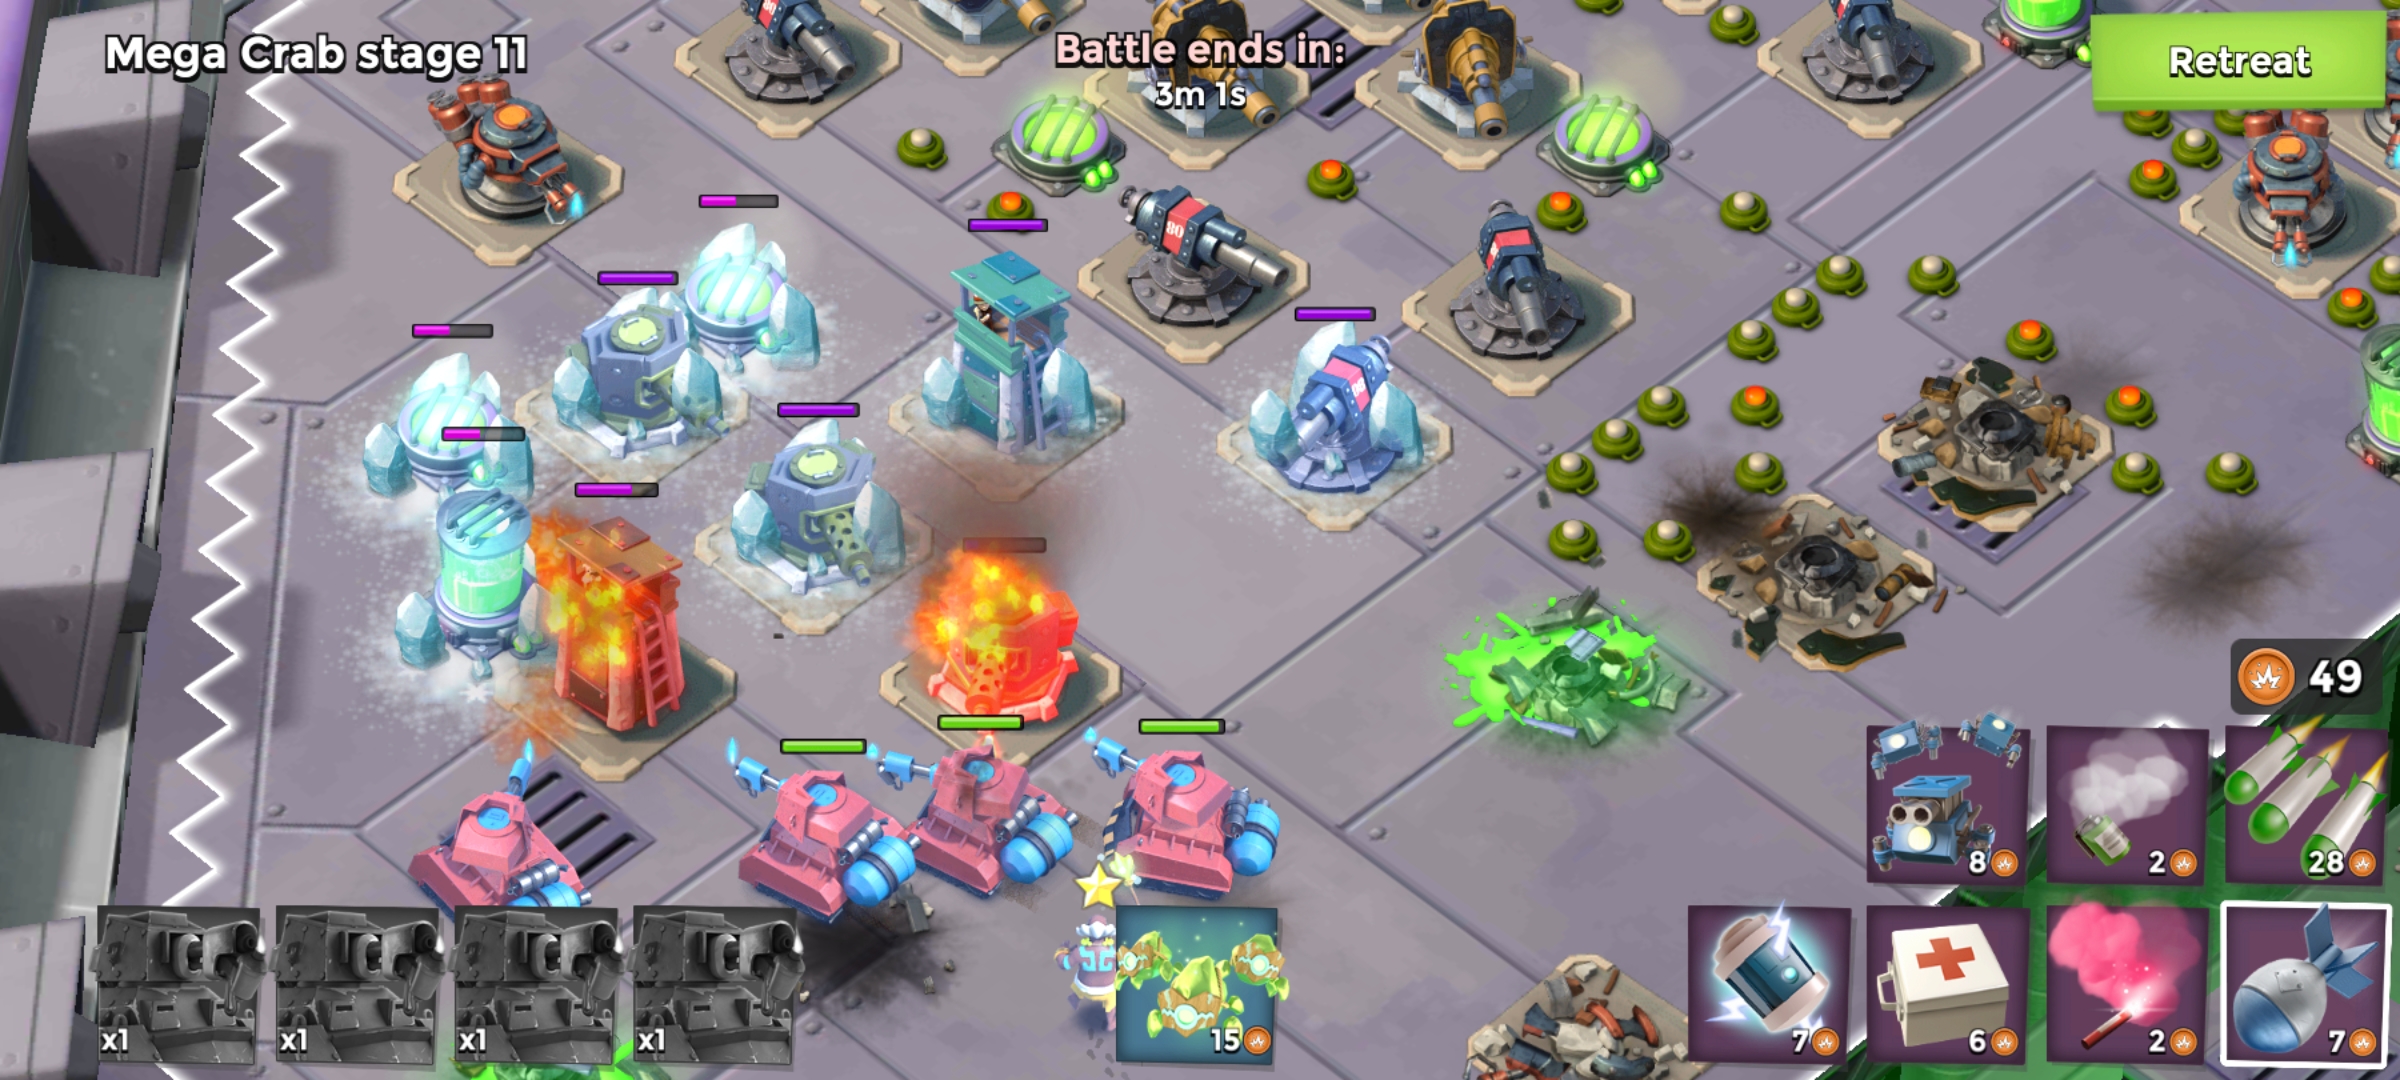 Mega Crab stage 11
Battle ends in:
3m 1s
Retreat
80
49
8
2
28
x1
x1
x1
x1
15
7
6
2
7